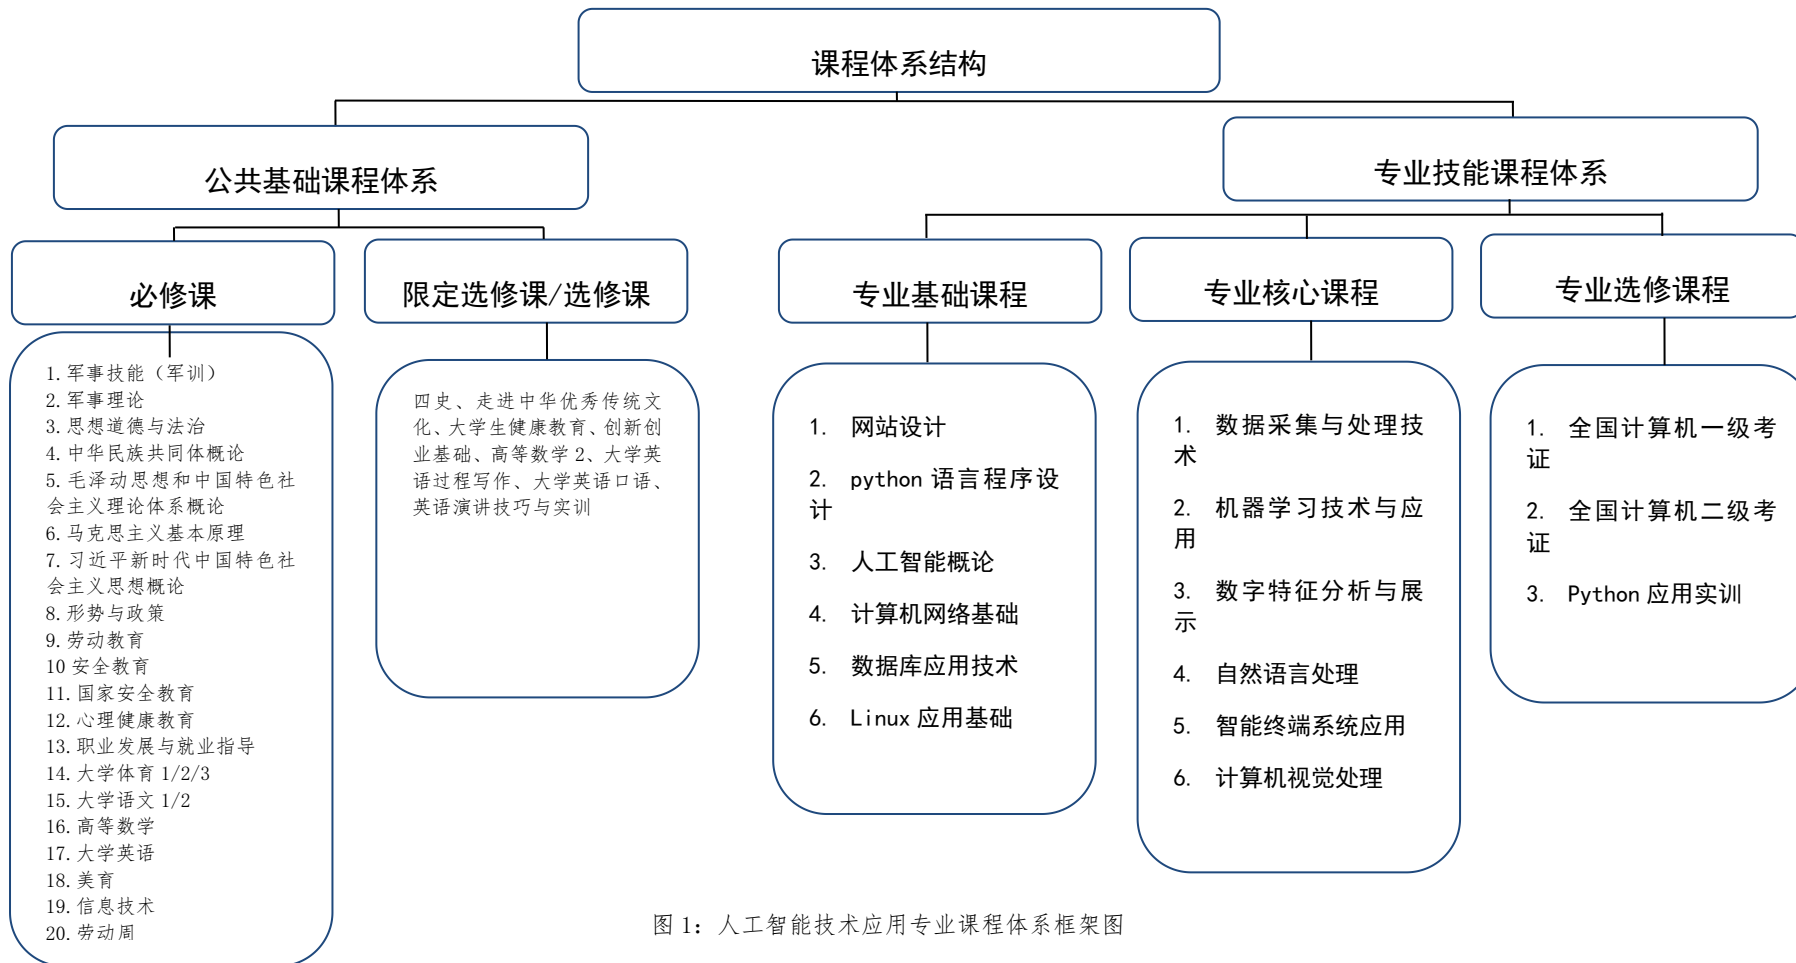 课程体系结构
公共基础课程体系
专业技能课程体系
必修课
限定选修课/选修课
专业基础课程
专业核心课程
专业选修课程
1.军事技能（军训）
2.军事理论
3.思想道德与法治
4.中华民族共同体概论
5.毛泽动思想和中国特色社
会主义理论体系概论
6.马克思主义基本原理
7.习近平新时代中国特色社
会主义思想概论
8.形势与政策
9.劳动教育
10 安全教育
11.国家安全教育
12.心理健康教育
13.职业发展与就业指导
14.大学体育 1/2/3
15.大学语文 1/2
16.高等数学
17.大学英语
18.美育
19.信息技术
20.劳动周
四史、走进中华优秀传统文
化、大学生健康教育、创新创
业基础、高等数学 2、大学英
语过程写作、大学英语口语、
英语演讲技巧与实训
1. 网站设计
2. python 语言程序设
计
3. 人工智能概论
4. 计算机网络基础
5. 数据库应用技术
6. Linux 应用基础
1. 数据采集与处理技
术
2. 机器学习技术与应
用
3. 数字特征分析与展
示
4. 自然语言处理
5. 智能终端系统应用
6. 计算机视觉处理
1. 全国计算机一级考
证
2. 全国计算机二级考
证
3. Python 应用实训
图 1: 人工智能技术应用专业课程体系框架图